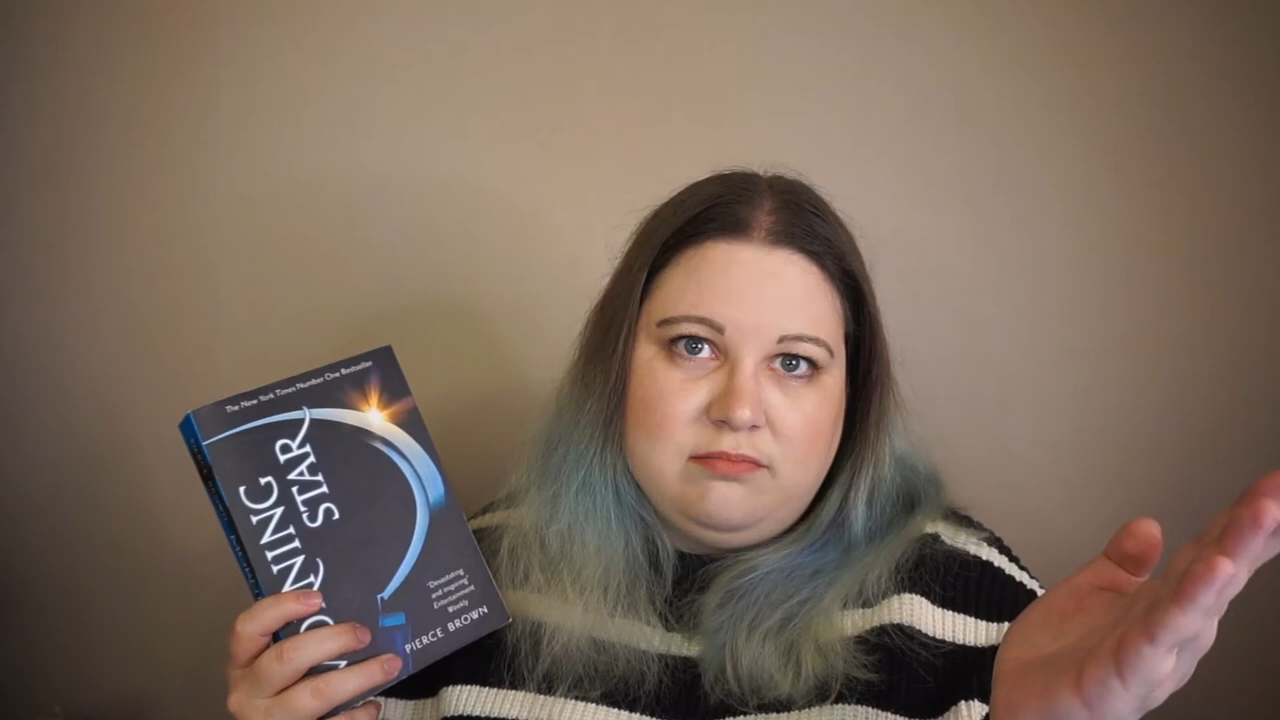 The New York Times Number One Bestseller
NING
STAR
'Devastating
and inspiring'
Entertainment
Weekly
PIERCE BROWN